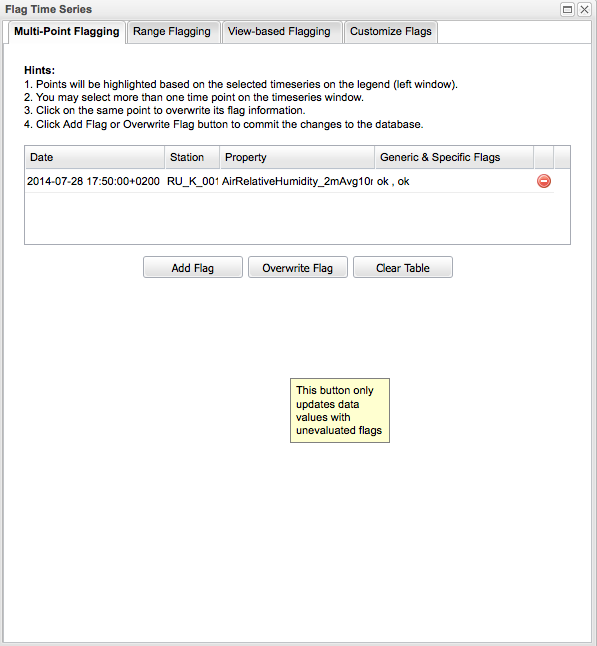 Flag Time Series
Multi-Point Flagging Range Flagging View-based Flagging Customize Flags
Hints:
1. Points will be highlighted based on the selected timeseries on the legend (left window).
2. You may select more than one time point on the timeseries window.
3. Click on the same point to overwrite its flag information.
4. Click Add Flag or Overwrite Flag button to commit the changes to the database.
Date Station Property Generic & Specific Flags
2014-07-28 17:50:00+0200 RU_K_001 AirRelativeHumidity_2mAvg10m ok , ok
Add Flag Overwrite Flag Clear Table
This button only
updates data
values with
unevaluated flags